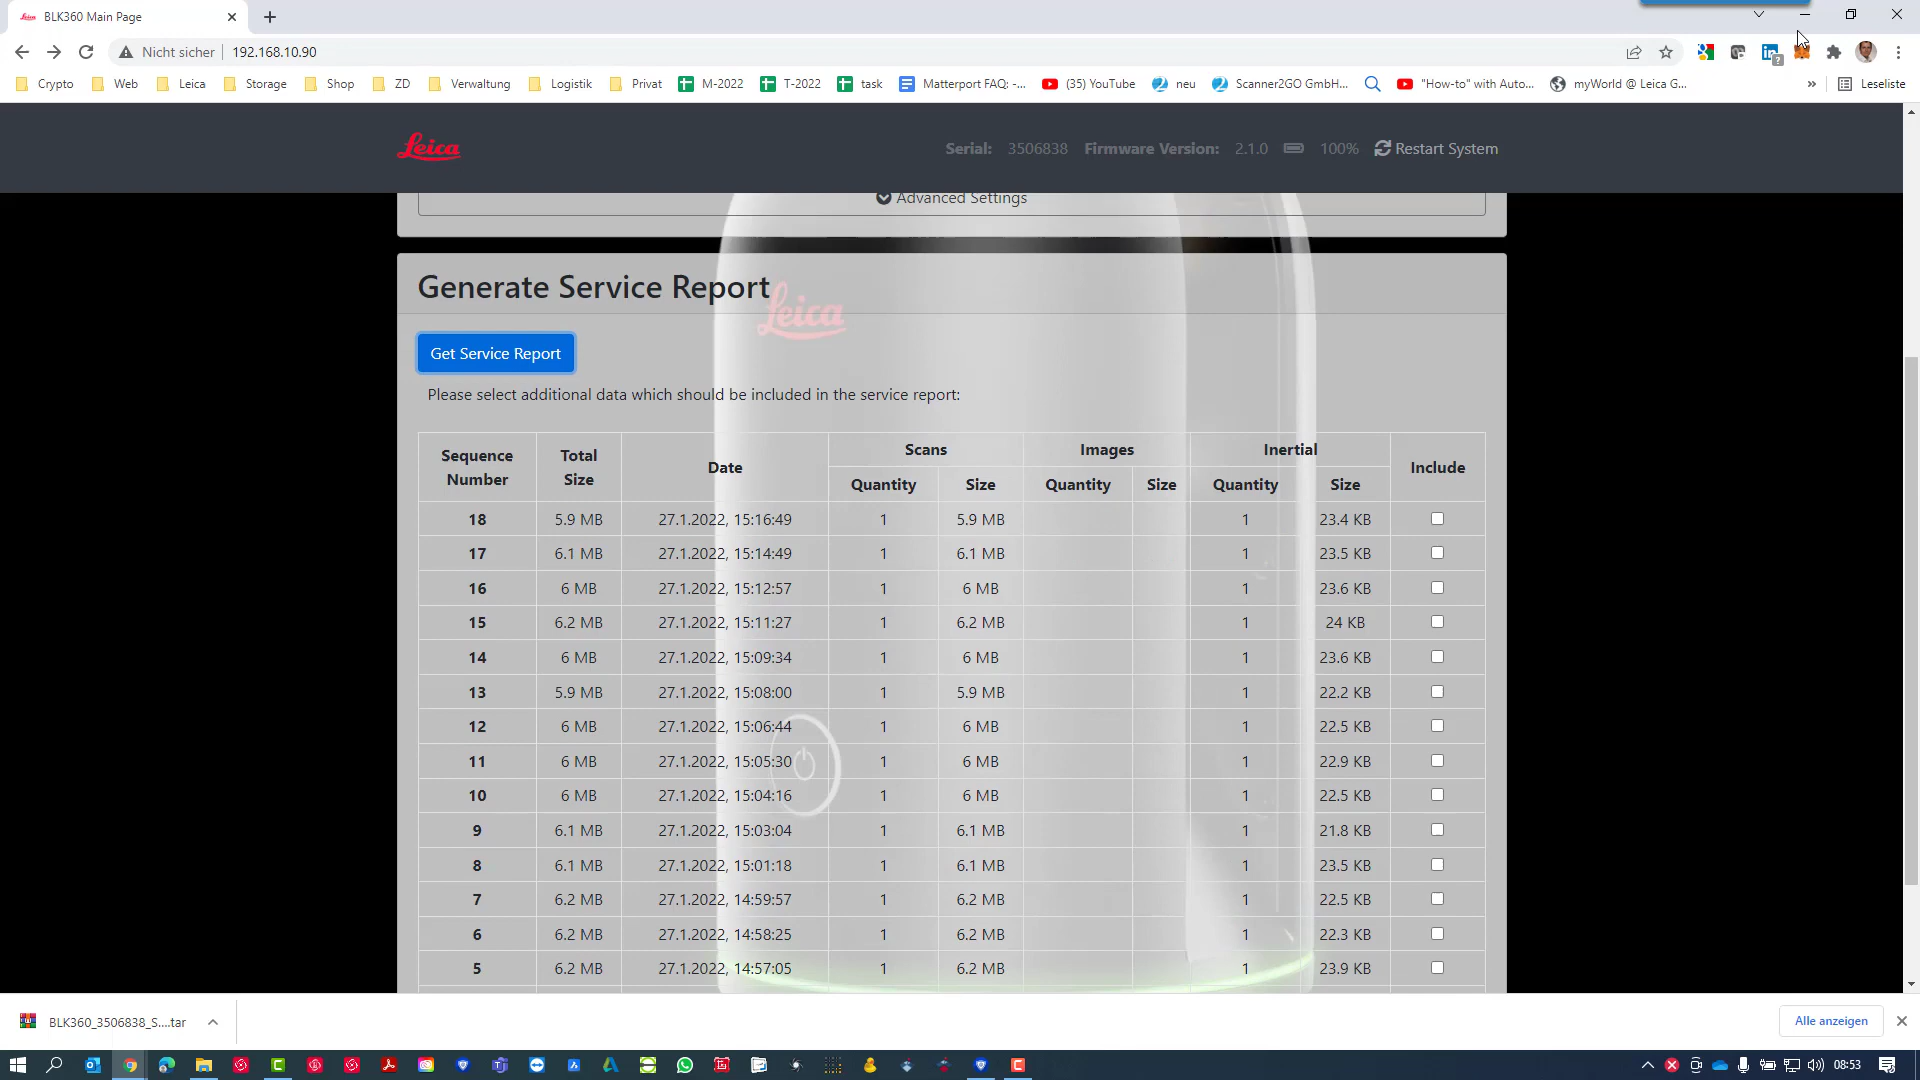 BLK360 Main Page
Nicht sicher 192.168.10.90
Crypto Web Leica Storage Shop ZD Verwaltung Logistik Privat M-2022 T-2022 task Matterport FAQ; -... (35) YouTube neu Scanner2GO GmbH... "How-to" with Auto... myWorld @ Leica G... » Leseliste
Leica Serial: 3506838 Firmware Version: 2.1.0 100% Restart System
Advanced Settings
Generate Service Report
Leica
Get Service Report
Please select additional data which should be included in the service report:
Sequence Number Total Size Date Scans Images Inertial Include
Quantity Size Quantity Size Quantity Size
18 5.9 MB 27.1.2022, 15:16:49 1 5.9 MB 1 23.4 KB
17 6.1 MB 27.1.2022, 15:14:49 1 6.1 MB 1 23.5 KB
16 6 MB 27.1.2022, 15:12:57 1 6 MB 1 23.6 KB
15 6.2 MB 27.1.2022, 15:11:27 1 6.2 MB 1 24 KB
14 6 MB 27.1.2022, 15:09:34 1 6 MB 1 23.6 KB
13 5.9 MB 27.1.2022, 15:08:00 1 5.9 MB 1 22.2 KB
12 6 MB 27.1.2022, 15:06:44 1 6 MB 1 22.5 KB
11 6 MB 27.1.2022, 15:05:30 1 6 MB 1 22.9 KB
10 6 MB 27.1.2022, 15:04:16 1 6 MB 1 22.5 KB
9 6.1 MB 27.1.2022, 15:03:04 1 6.1 MB 1 21.8 KB
8 6.1 MB 27.1.2022, 15:01:18 1 6.1 MB 1 23.5 KB
7 6.2 MB 27.1.2022, 14:59:57 1 6.2 MB 1 22.5 KB
6 6.2 MB 27.1.2022, 14:58:25 1 6.2 MB 1 22.3 KB
5 6.2 MB 27.1.2022, 14:57:05 1 6.2 MB 1 23.9 KB
BLK360_3506838_S....tar Alle anzeigen
08:53